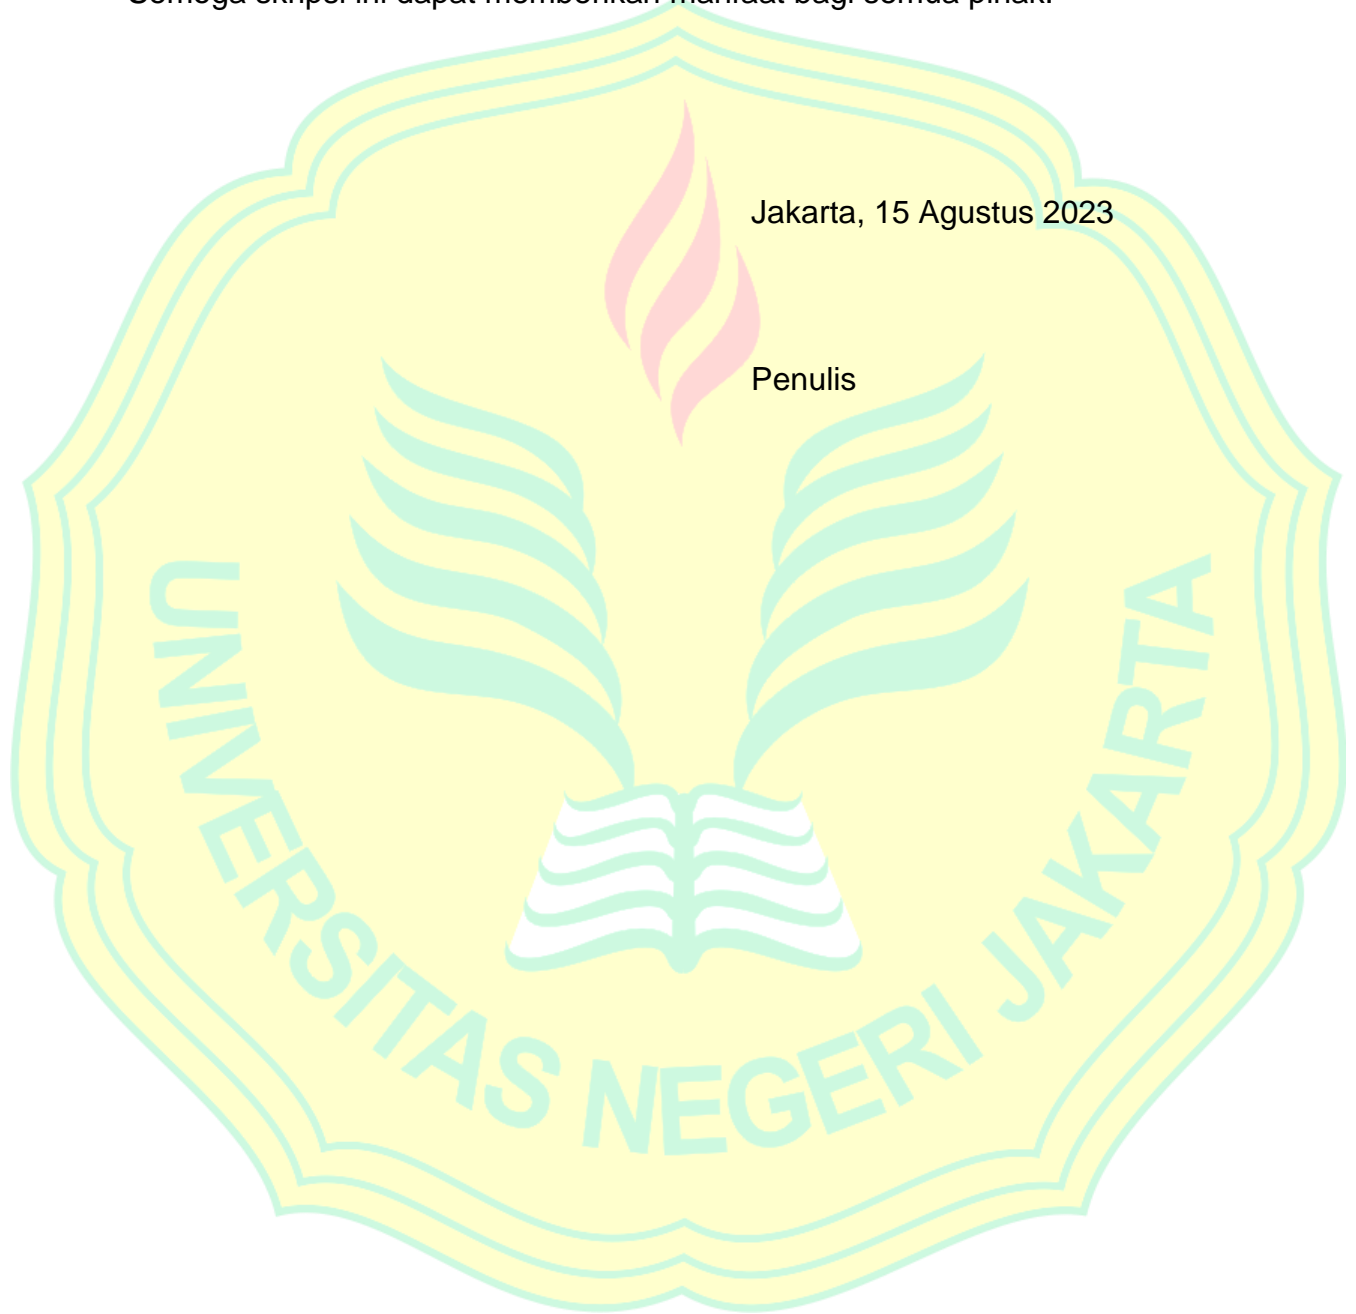 Semoga skripsi ini dapat memberikan manfaat bagi semua pihak.
Jakarta, 15 Agustus 2023
Penulis
UNIVERSITAS NEGERI JAKARTA